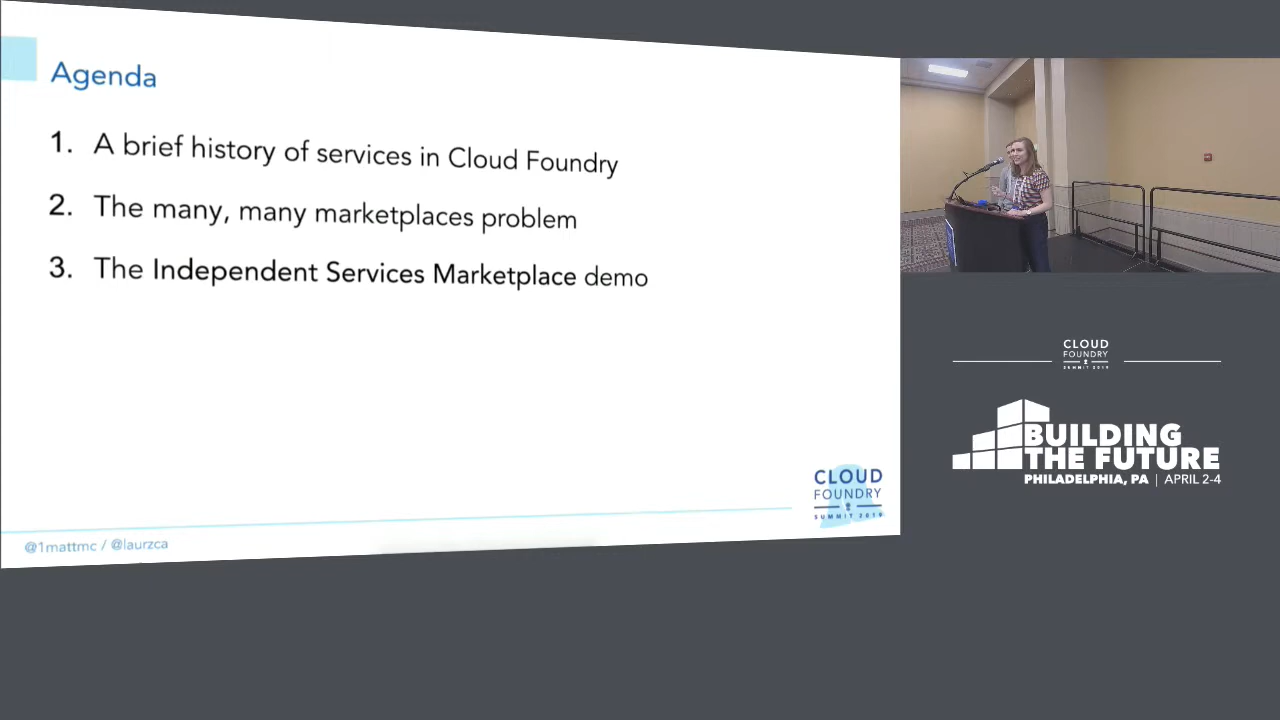 Agenda
1. A brief history of services in Cloud Foundry
2. The many, many marketplaces problem
3. The Independent Services Marketplace demo
CLOUD
FOUNDRY
SUMMIT 2019
@1mattmc / @laurzca
CLOUD
FOUNDRY
SUMMIT 2019
BUILDING
THE FUTURE
PHILADELPHIA, PA | APRIL 2-4